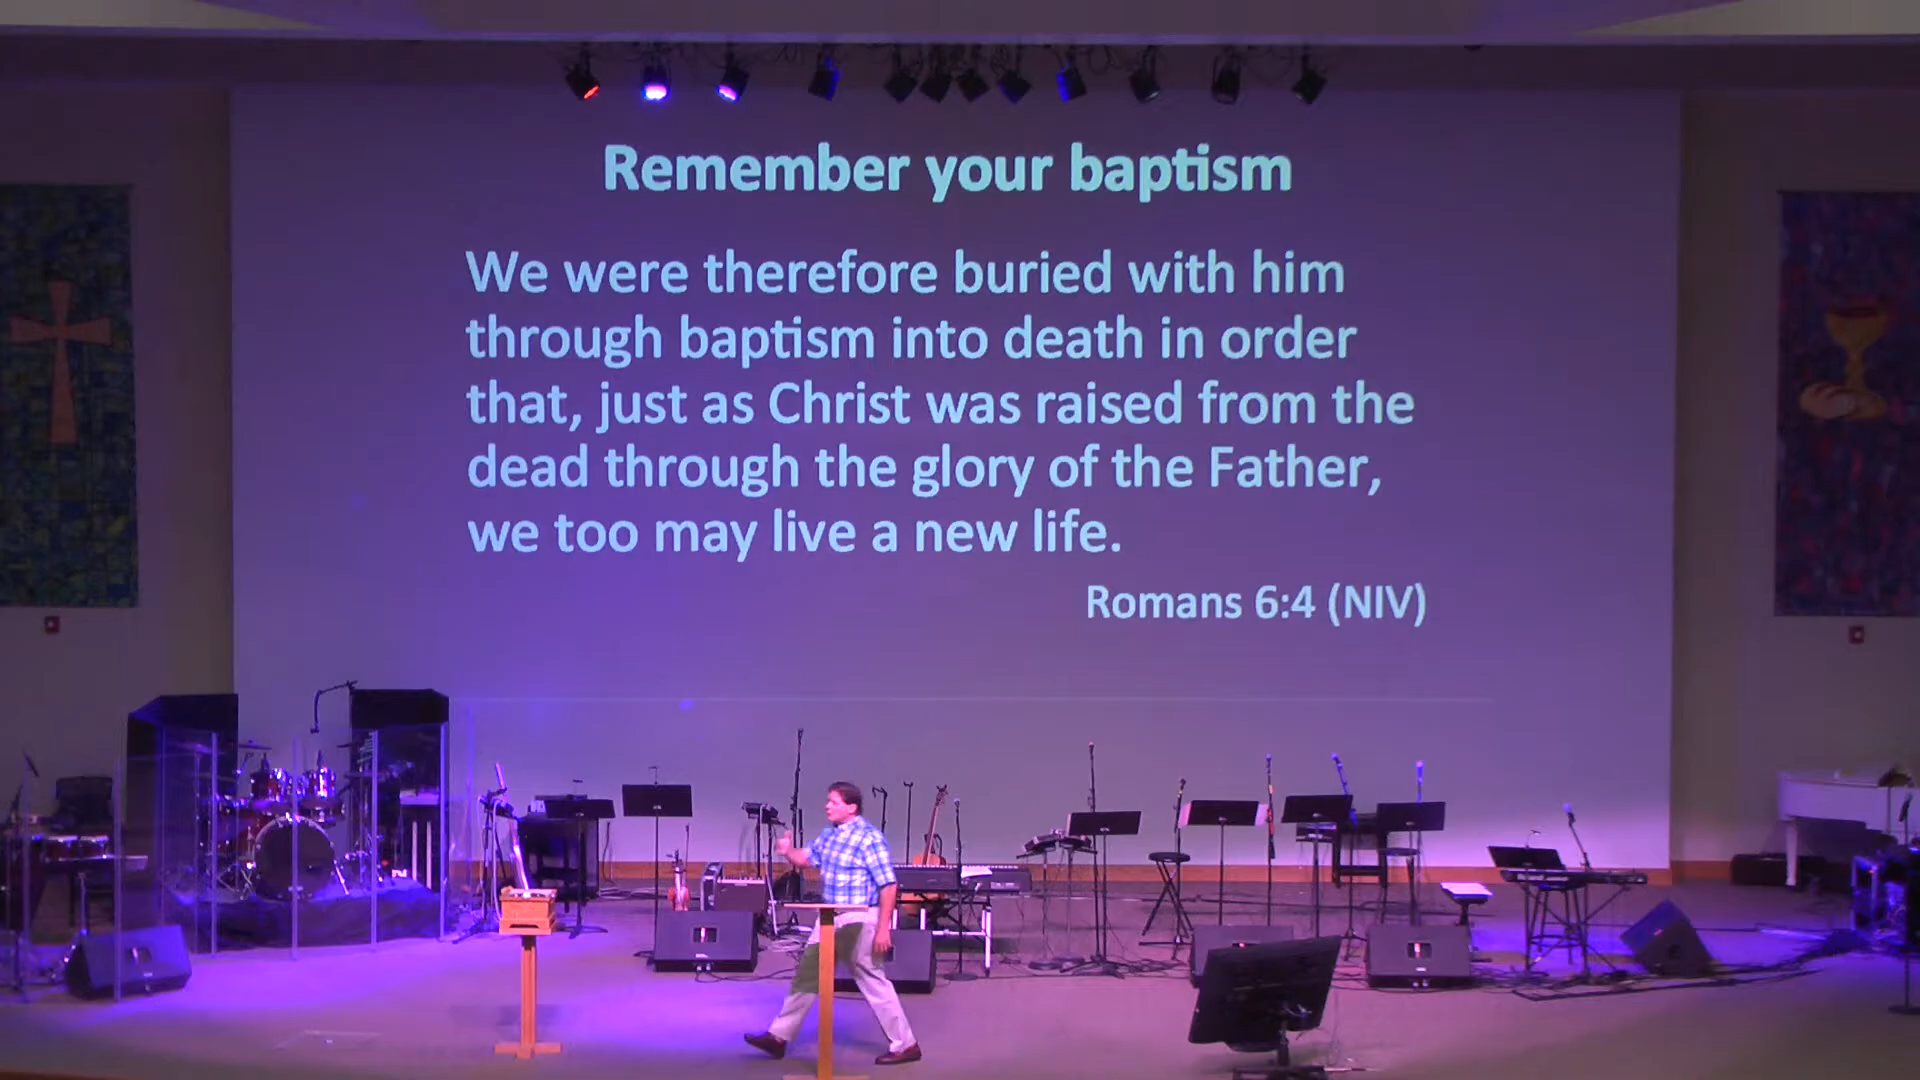 Remember your baptism
We were therefore buried with him
through baptism into death in order
that, just as Christ was raised from the
dead through the glory of the Father,
we too may live a new life.
Romans 6:4 (NIV)